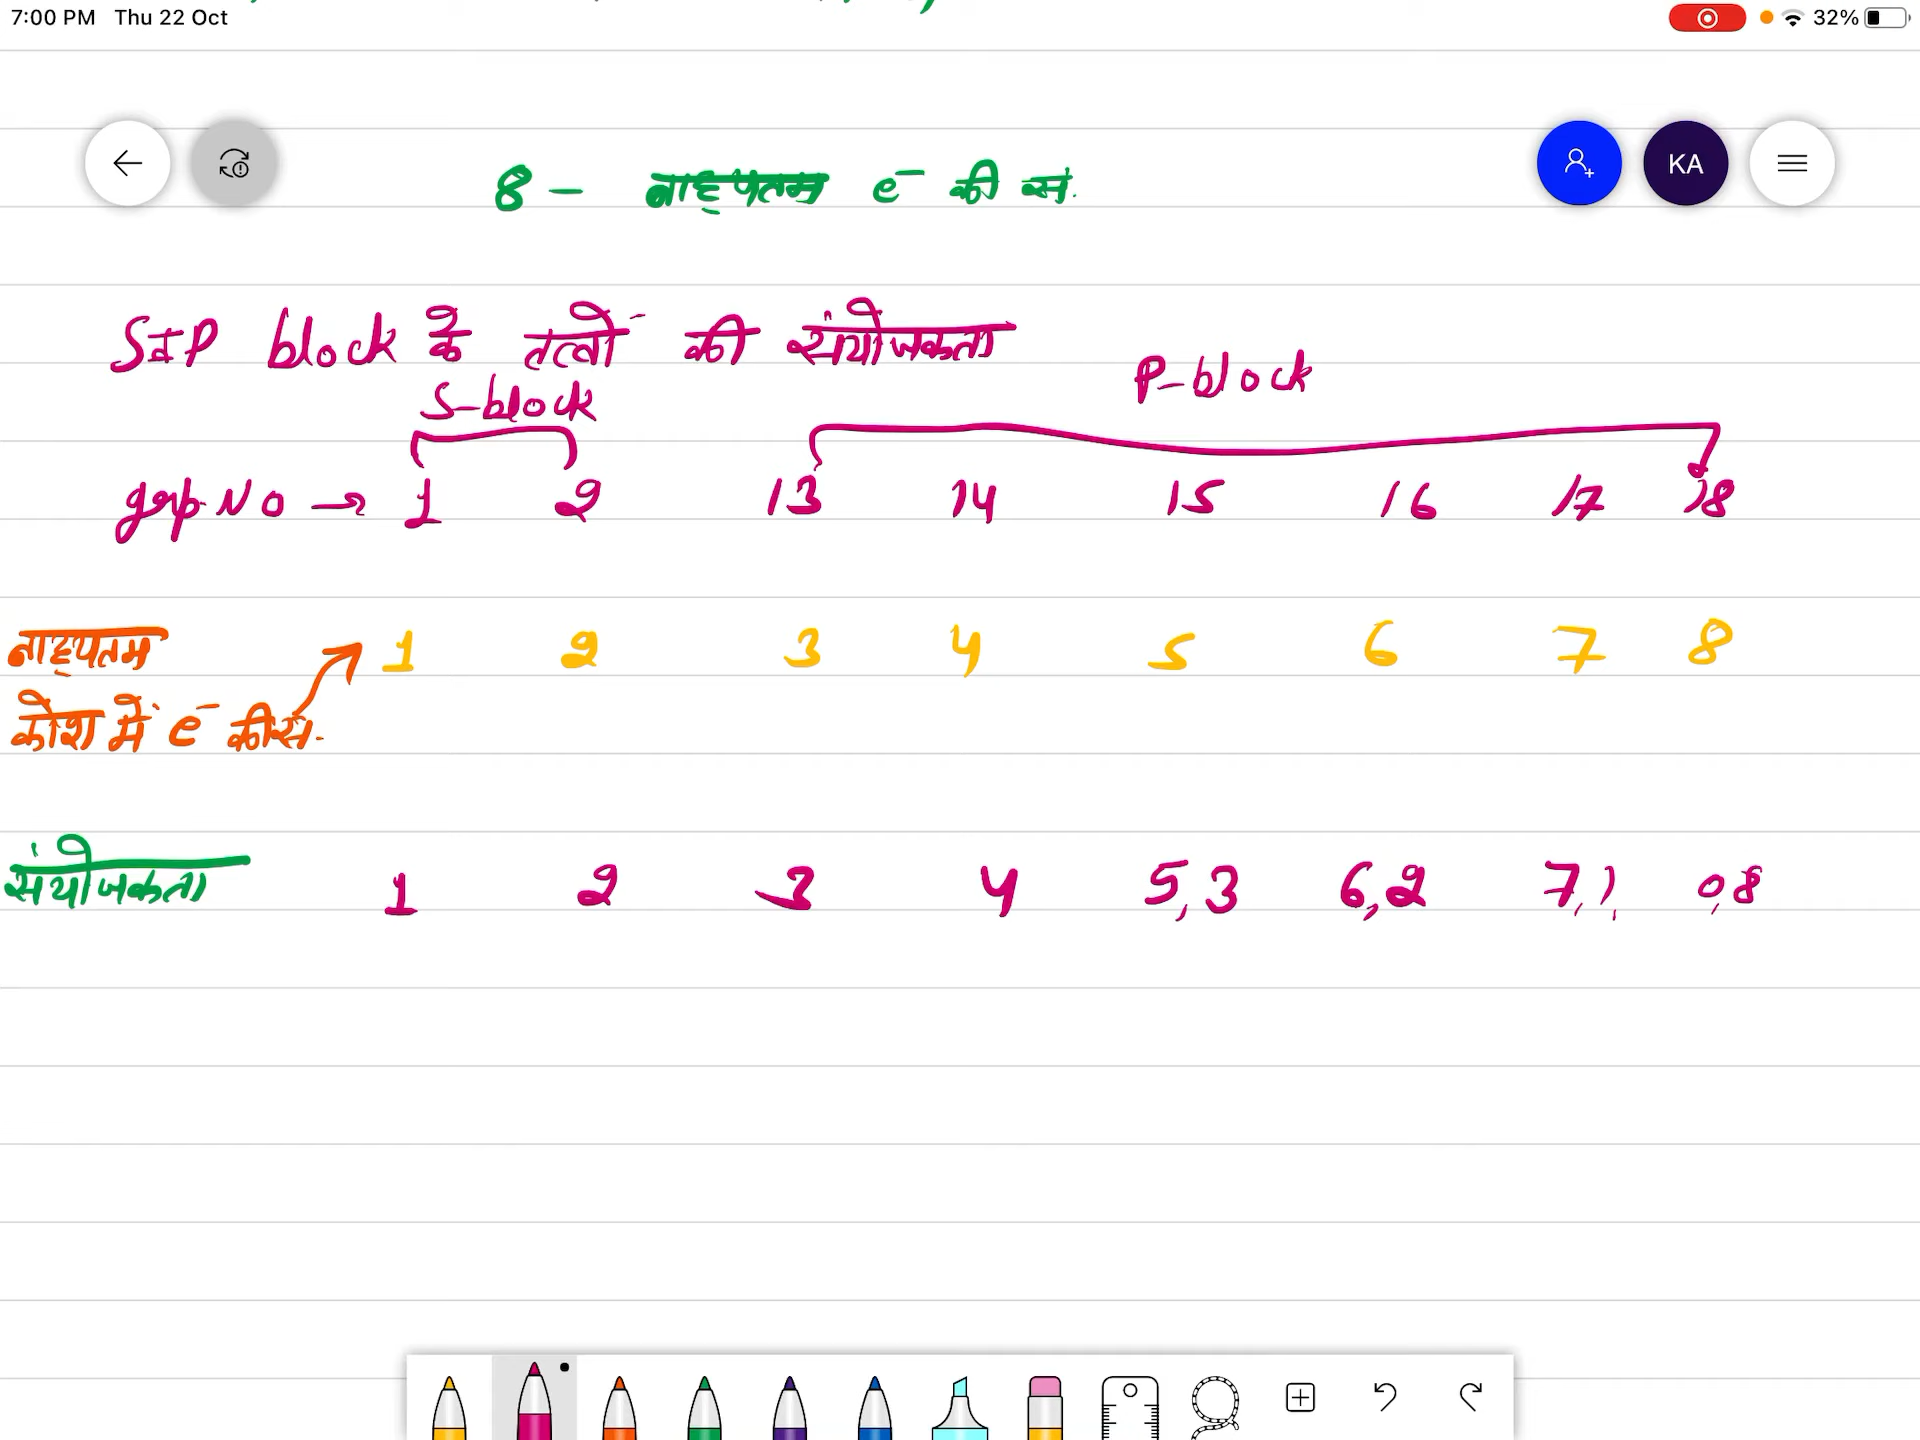 7:00 PM Thu 22 Oct 32%
KA
8 - बाह्यतम e⁻ की सं.
S व P block के तत्वों की संयोजकता
S-block P-block
grp. NO → 1 2 13 14 15 16 17 18
बाह्यतम 1 2 3 4 5 6 7 8
कोश में e⁻ की सं.
संयोजकता 1 2 3 4 5,3 6,2 7,1, 0,8